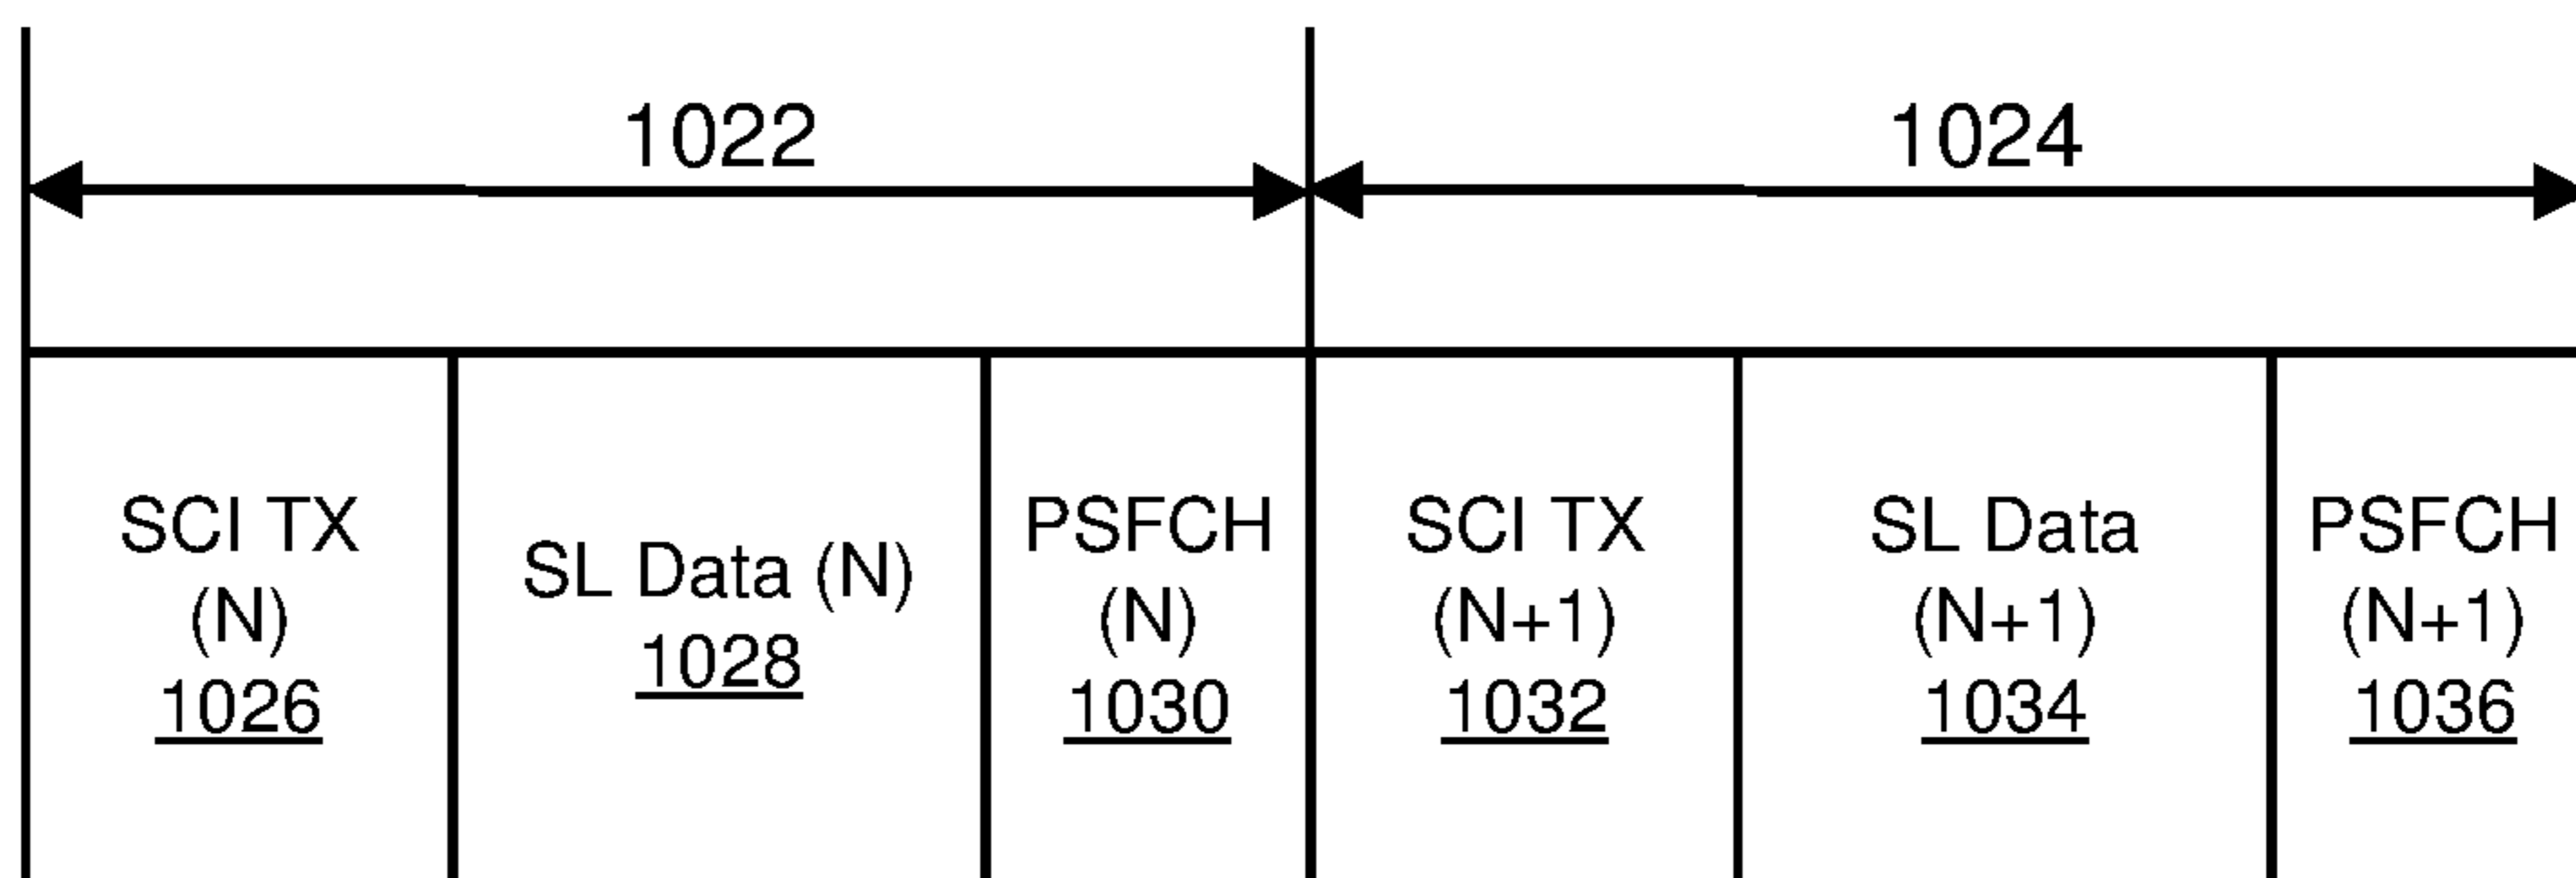 1022
1024
SCI TX
(N)
1026
SL Data (N)
1028
PSFCH
(N)
1030
SCI TX
(N+1)
1032
SL Data
(N+1)
1034
PSFCH
(N+1)
1036